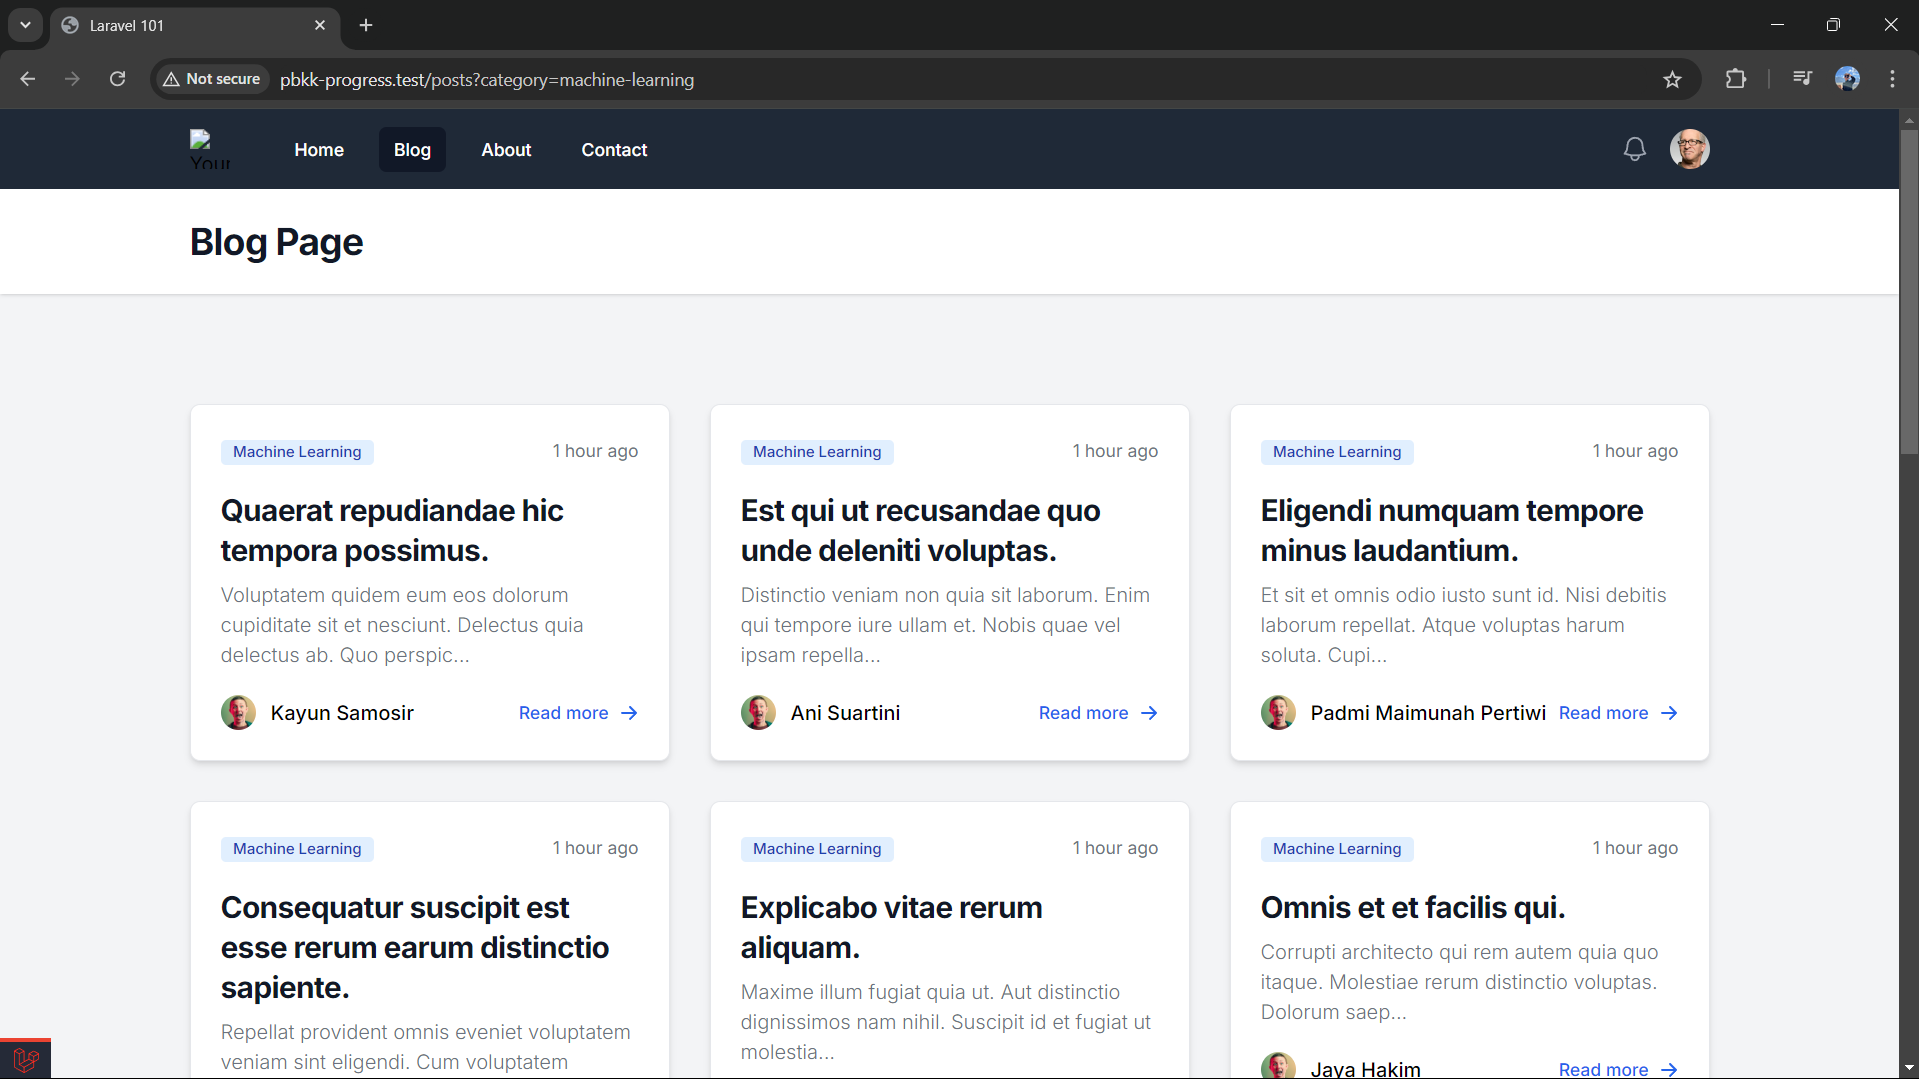 Laravel 101
Not secure
pbkk-progress.test/posts?category=machine-learning
Your
Home
Blog
About
Contact
Blog Page
Machine Learning
1 hour ago
Quaerat repudiandae hic
tempora possimus.
Voluptatem quidem eum eos dolorum
cupiditate sit et nesciunt. Delectus quia
delectus ab. Quo perspic...
Kayun Samosir
Read more
Machine Learning
1 hour ago
Est qui ut recusandae quo
unde deleniti voluptas.
Distinctio veniam non quia sit laborum. Enim
qui tempore iure ullam et. Nobis quae vel
ipsam repella...
Ani Suartini
Read more
Machine Learning
1 hour ago
Eligendi numquam tempore
minus laudantium.
Et sit et omnis odio iusto sunt id. Nisi debitis
laborum repellat. Atque voluptas harum
soluta. Cupi...
Padmi Maimunah Pertiwi
Read more
Machine Learning
1 hour ago
Consequatur suscipit est
esse rerum earum distinctio
sapiente.
Repellat provident omnis eveniet voluptatem
veniam sint eligendi. Cum voluptatem
Machine Learning
1 hour ago
Explicabo vitae rerum
aliquam.
Maxime illum fugiat quia ut. Aut distinctio
dignissimos nam nihil. Suscipit id et fugiat ut
molestia...
Machine Learning
1 hour ago
Omnis et et facilis qui.
Corrupti architecto qui rem autem quia quo
itaque. Molestiae rerum distinctio voluptas.
Dolorum saep...
Jaya Hakim
Read more